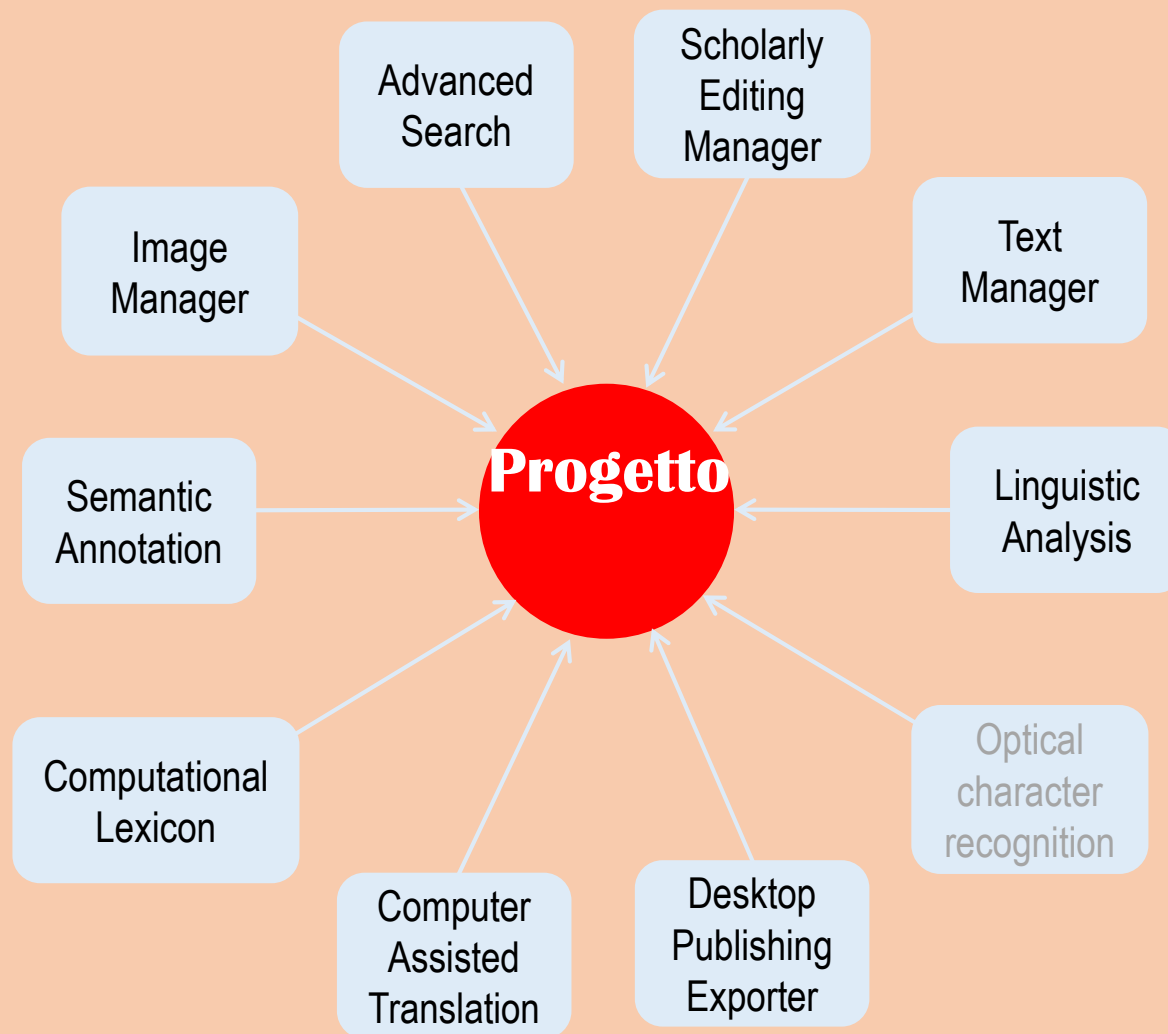 Advanced
Search
Scholarly
Editing
Manager
Image
Manager
Text
Manager
Progetto
Semantic
Annotation
Linguistic
Analysis
Computational
Lexicon
Optical
character
recognition
Computer
Assisted
Translation
Desktop
Publishing
Exporter